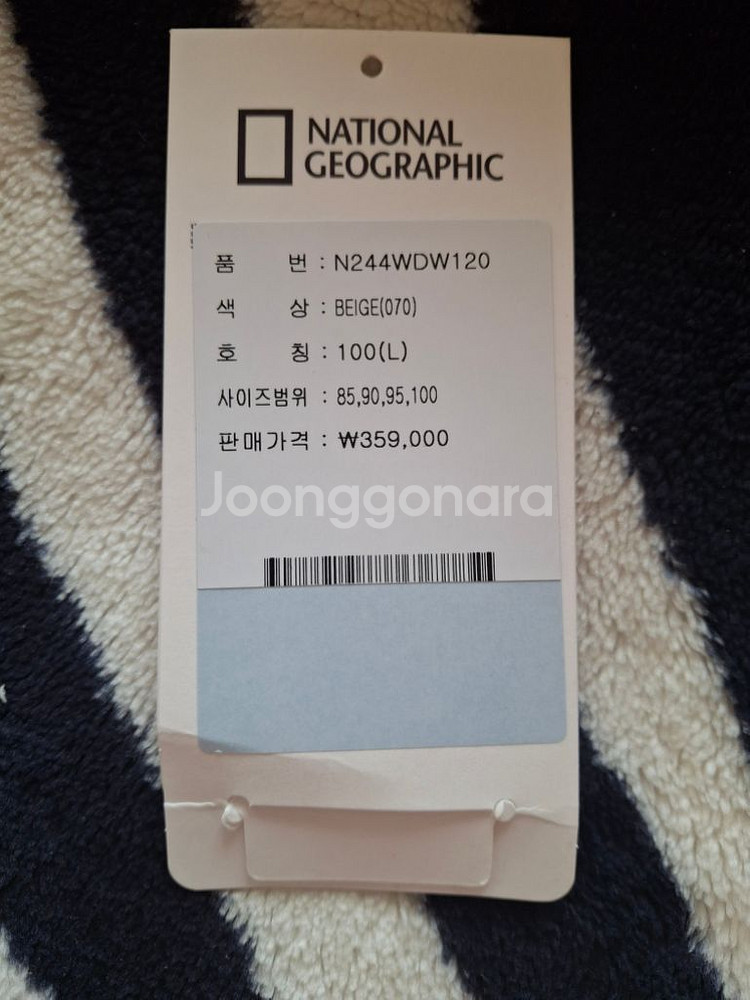 NATIONAL
GEOGRAPHIC
품 번 : N244WDW120
색 상 : BEIGE(070)
호 칭 : 100(L)
사이즈범위 : 85,90,95,100
판매가격 : ₩359,000
Joonggonara